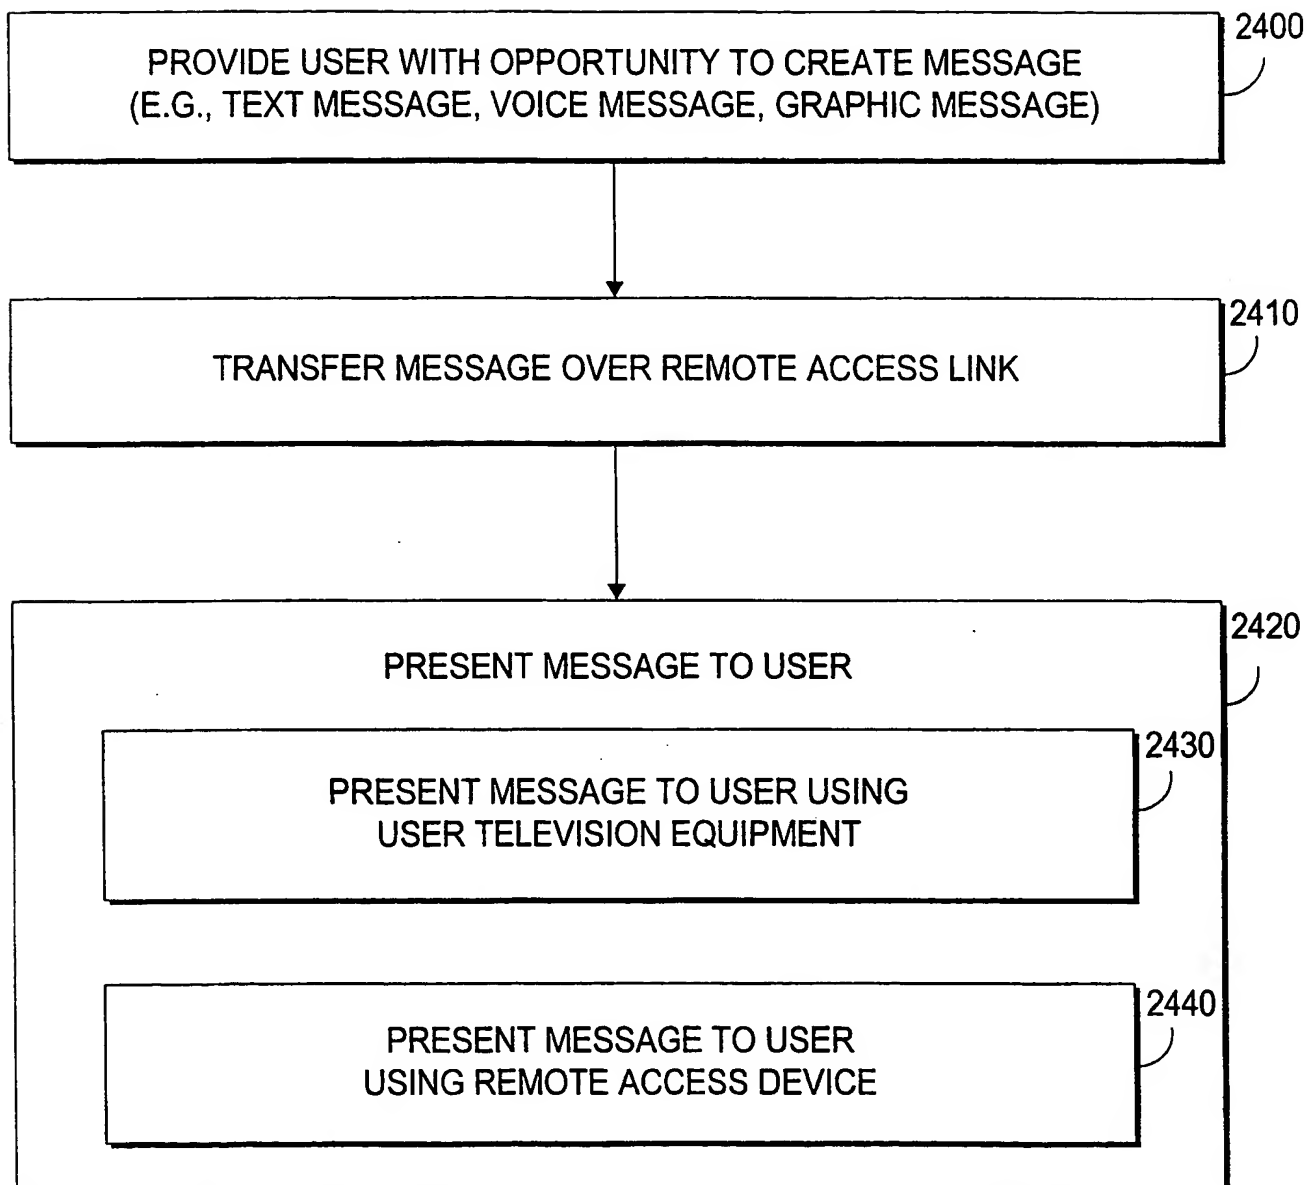 2400
PROVIDE USER WITH OPPORTUNITY TO CREATE MESSAGE
(E.G., TEXT MESSAGE, VOICE MESSAGE, GRAPHIC MESSAGE)
2410
TRANSFER MESSAGE OVER REMOTE ACCESS LINK
2420
PRESENT MESSAGE TO USER
2430
PRESENT MESSAGE TO USER USING
USER TELEVISION EQUIPMENT
2440
PRESENT MESSAGE TO USER
USING REMOTE ACCESS DEVICE